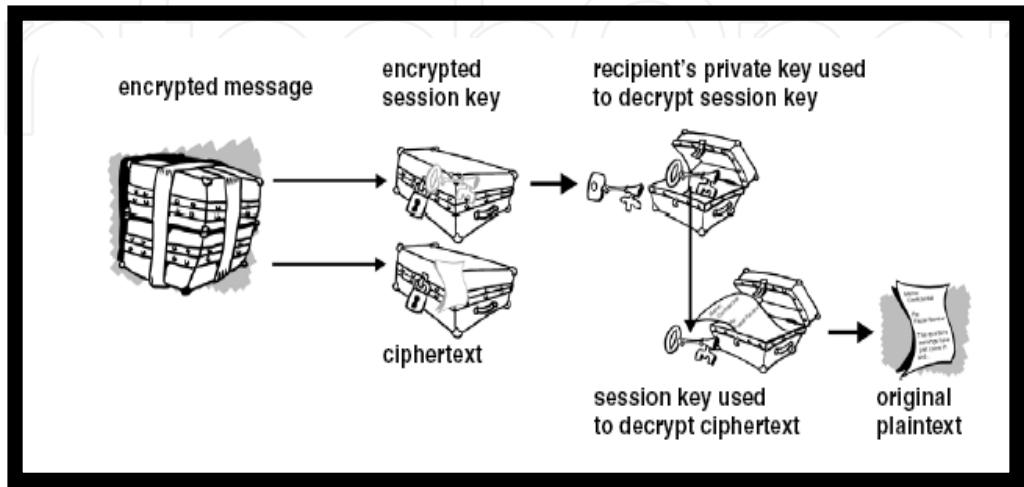 encrypted message
encrypted
session key
recipient's private key used
to decrypt session key
ciphertext
session key used
to decrypt ciphertext
original
plaintext